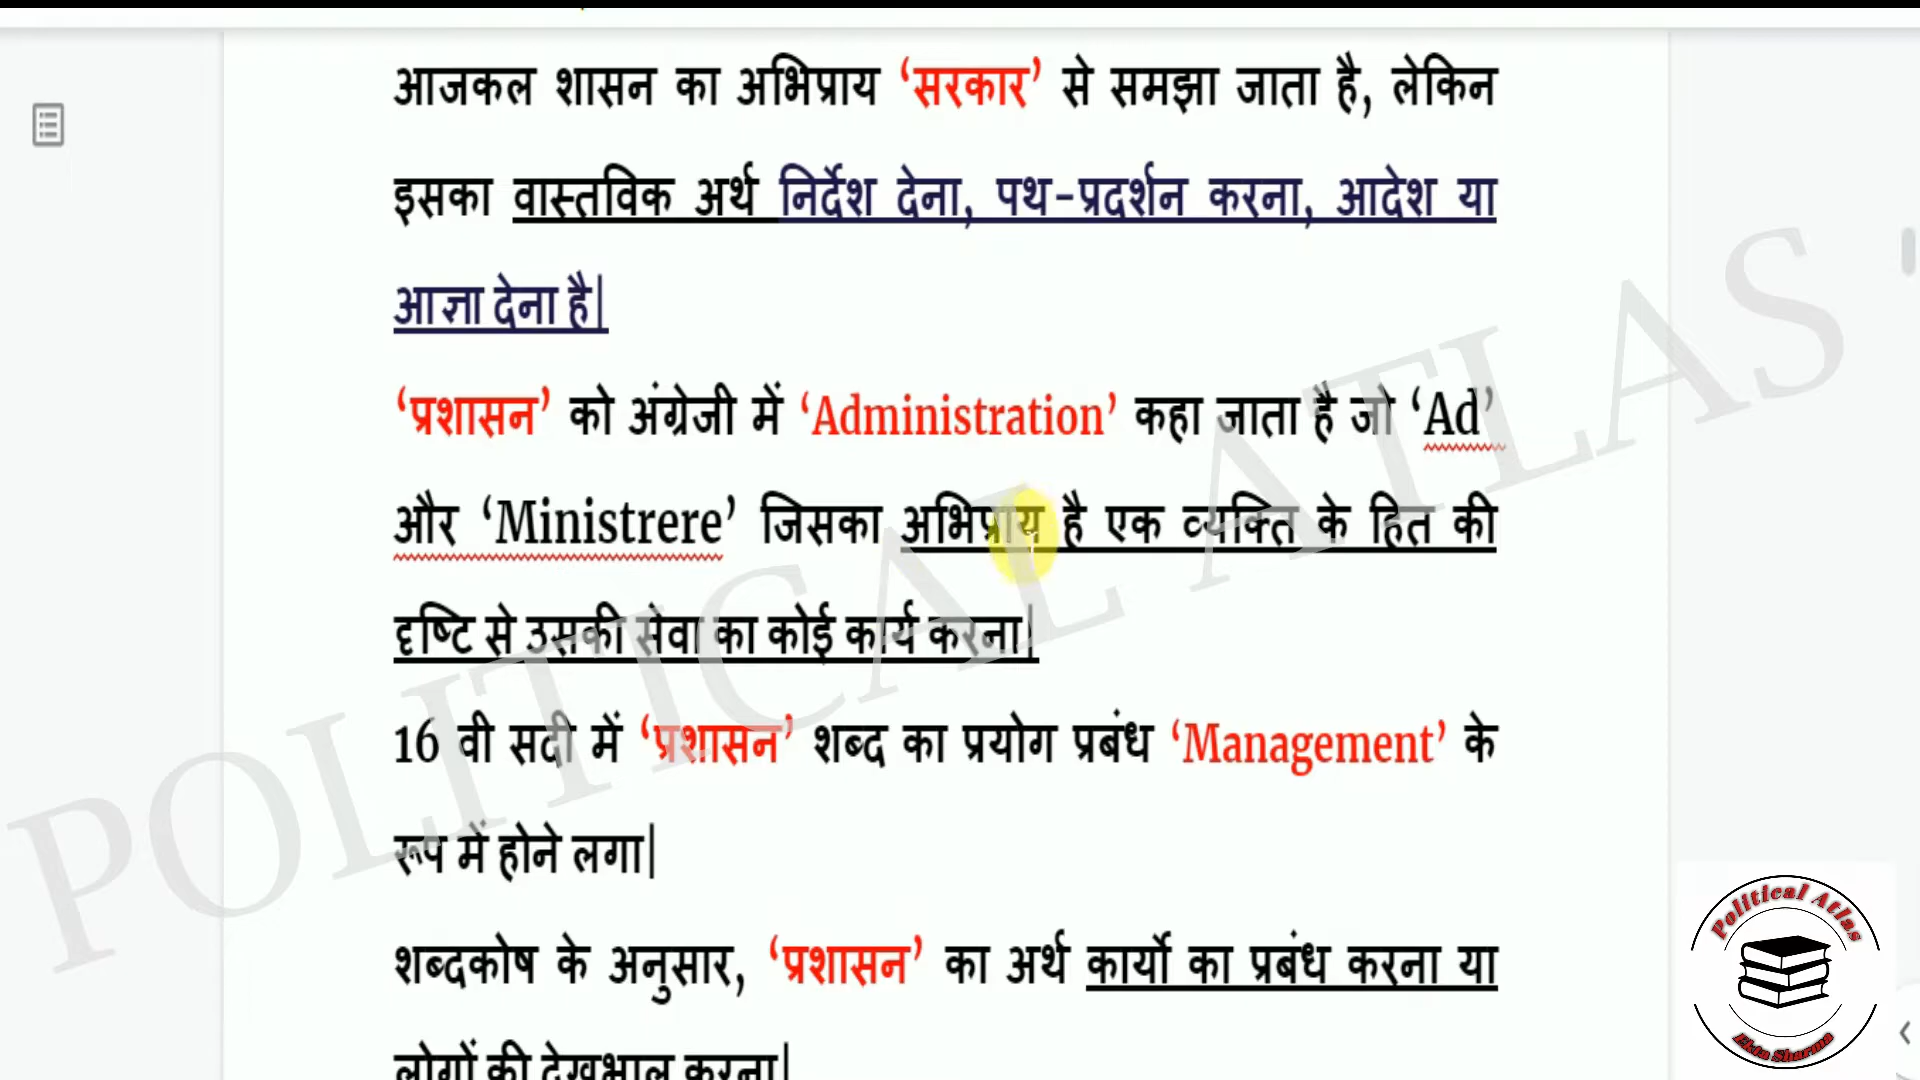 आजकल शासन का अभिप्राय ‘सरकार’ से समझा जाता है, लेकिन
इसका वास्तविक अर्थ निर्देश देना, पथ-प्रदर्शन करना, आदेश या
आज्ञा देना है|
‘प्रशासन’ को अंग्रेजी में ‘Administration’ कहा जाता है जो ‘Ad’
और ‘Ministrere’ जिसका अभिप्राय है एक व्यक्ति के हित की
दृष्टि से उसकी सेवा का कोई कार्य करना|
16 वी सदी में ‘प्रशासन’ शब्द का प्रयोग प्रबंध ‘Management’ के
रूप में होने लगा|
शब्दकोष के अनुसार, ‘प्रशासन’ का अर्थ कार्यो का प्रबंध करना या
लोगों की देखभाल करना|
POLITICAL ATLAS
Political Atlas
Ekta Sharma